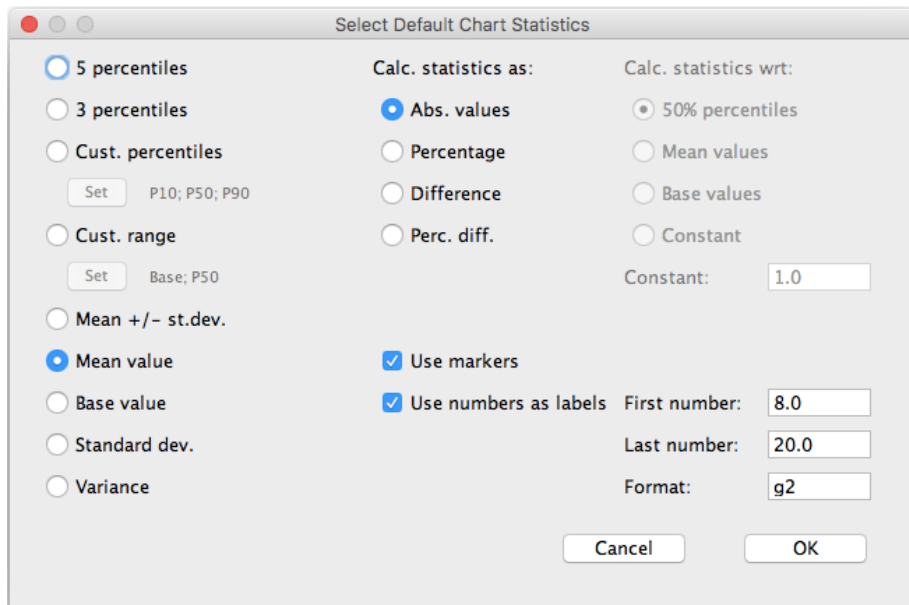 Select Default Chart Statistics
5 percentiles
Calc. statistics as:
Calc. statistics wrt:
3 percentiles
Abs. values
50% percentiles
Cust. percentiles
Percentage
Mean values
Set
P10; P50; P90
Difference
Base values
Cust. range
Perc. diff.
Constant
Set
Base; P50
Constant:
1.0
Mean +/- st.dev.
Mean value
Use markers
Base value
Use numbers as labels
First number:
8.0
Standard dev.
Last number:
20.0
Variance
Format:
g2
Cancel
OK